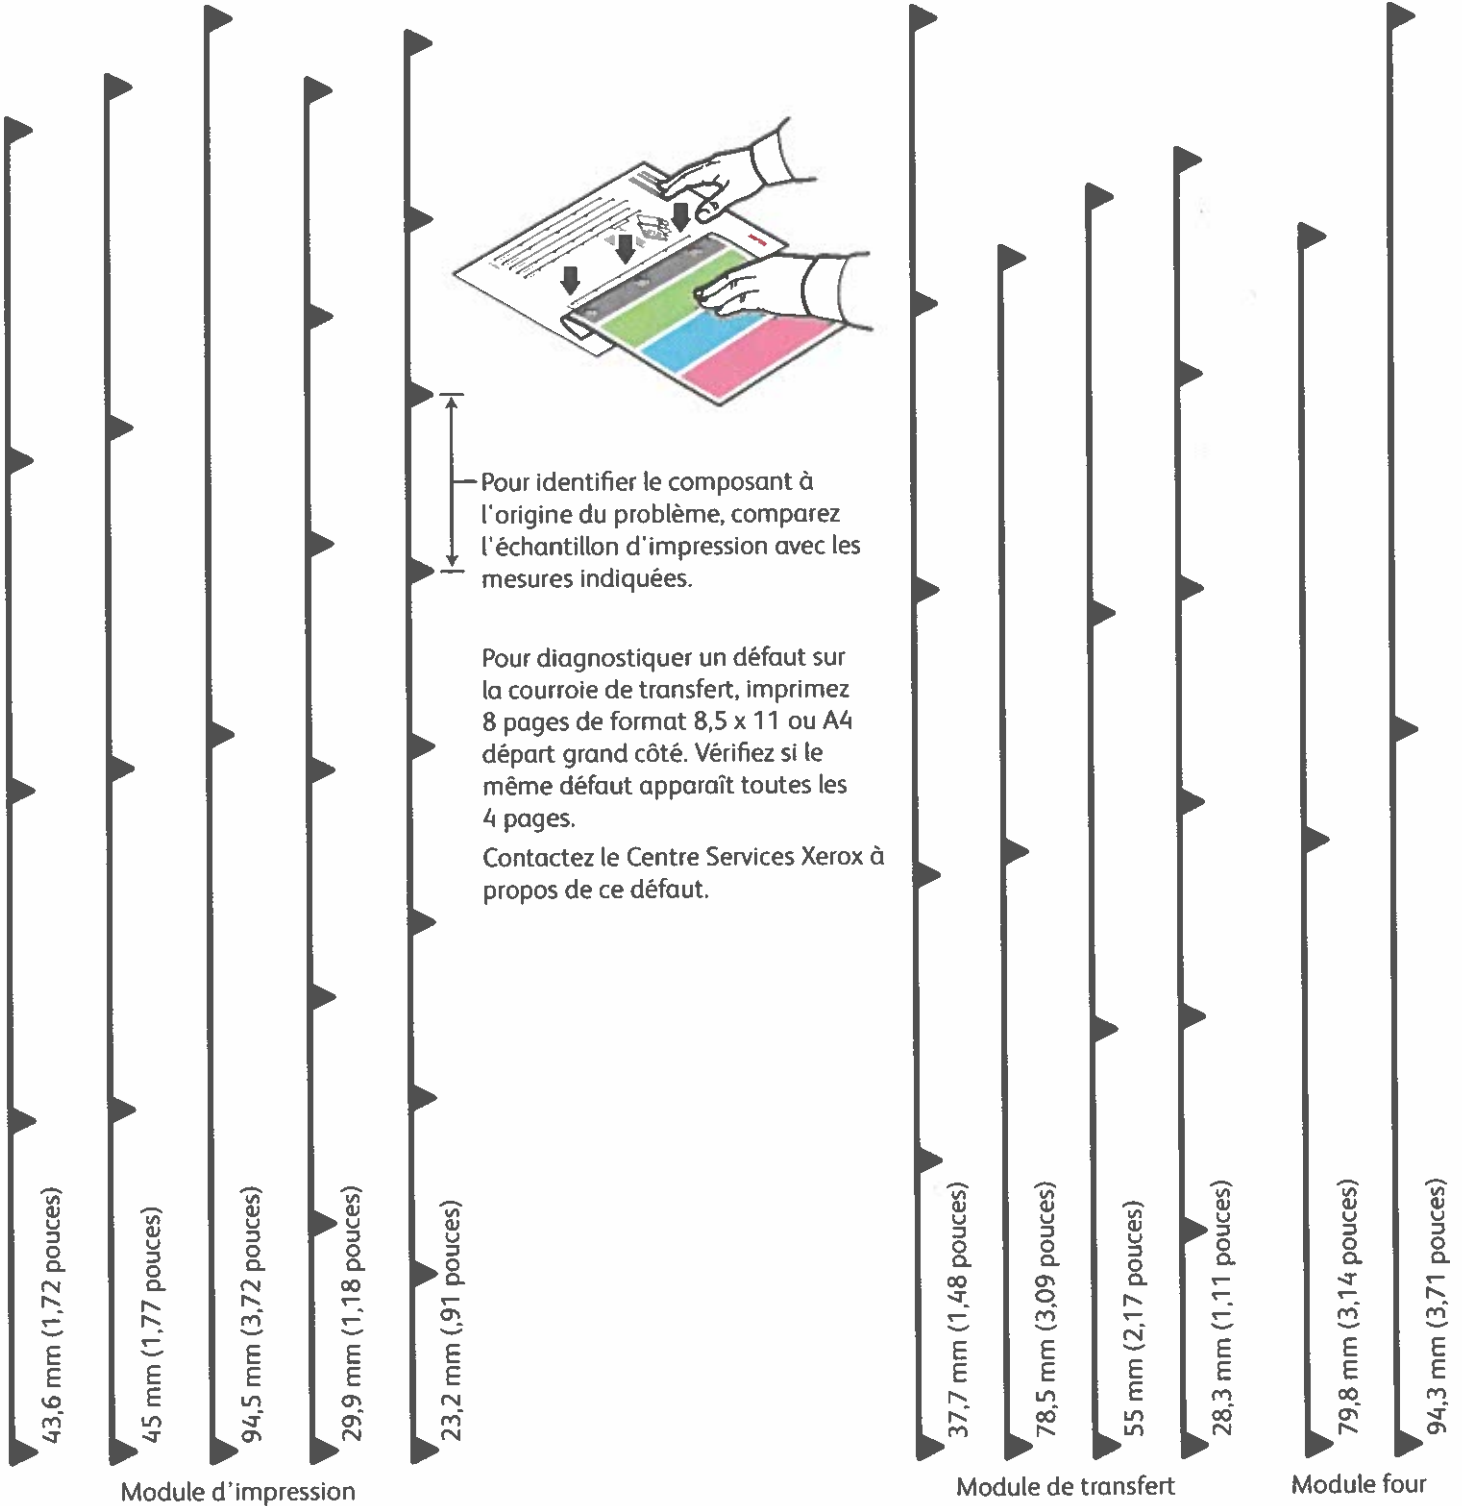 Pour identifier le composant à
l'origine du problème, comparez
l'échantillon d'impression avec les
mesures indiquées.
Pour diagnostiquer un défaut sur
la courroie de transfert, imprimez
8 pages de format 8,5 x 11 ou A4
départ grand côté. Vérifiez si le
même défaut apparaît toutes les
4 pages.
Contactez le Centre Services Xerox à
propos de ce défaut.
43,6 mm (1,72 pouces)
45 mm (1,77 pouces)
94,5 mm (3,72 pouces)
29,9 mm (1,18 pouces)
23,2 mm (,91 pouces)
37,7 mm (1,48 pouces)
78,5 mm (3,09 pouces)
55 mm (2,17 pouces)
28,3 mm (1,11 pouces)
79,8 mm (3,14 pouces)
94,3 mm (3,71 pouces)
Module d'impression
Module de transfert
Module four